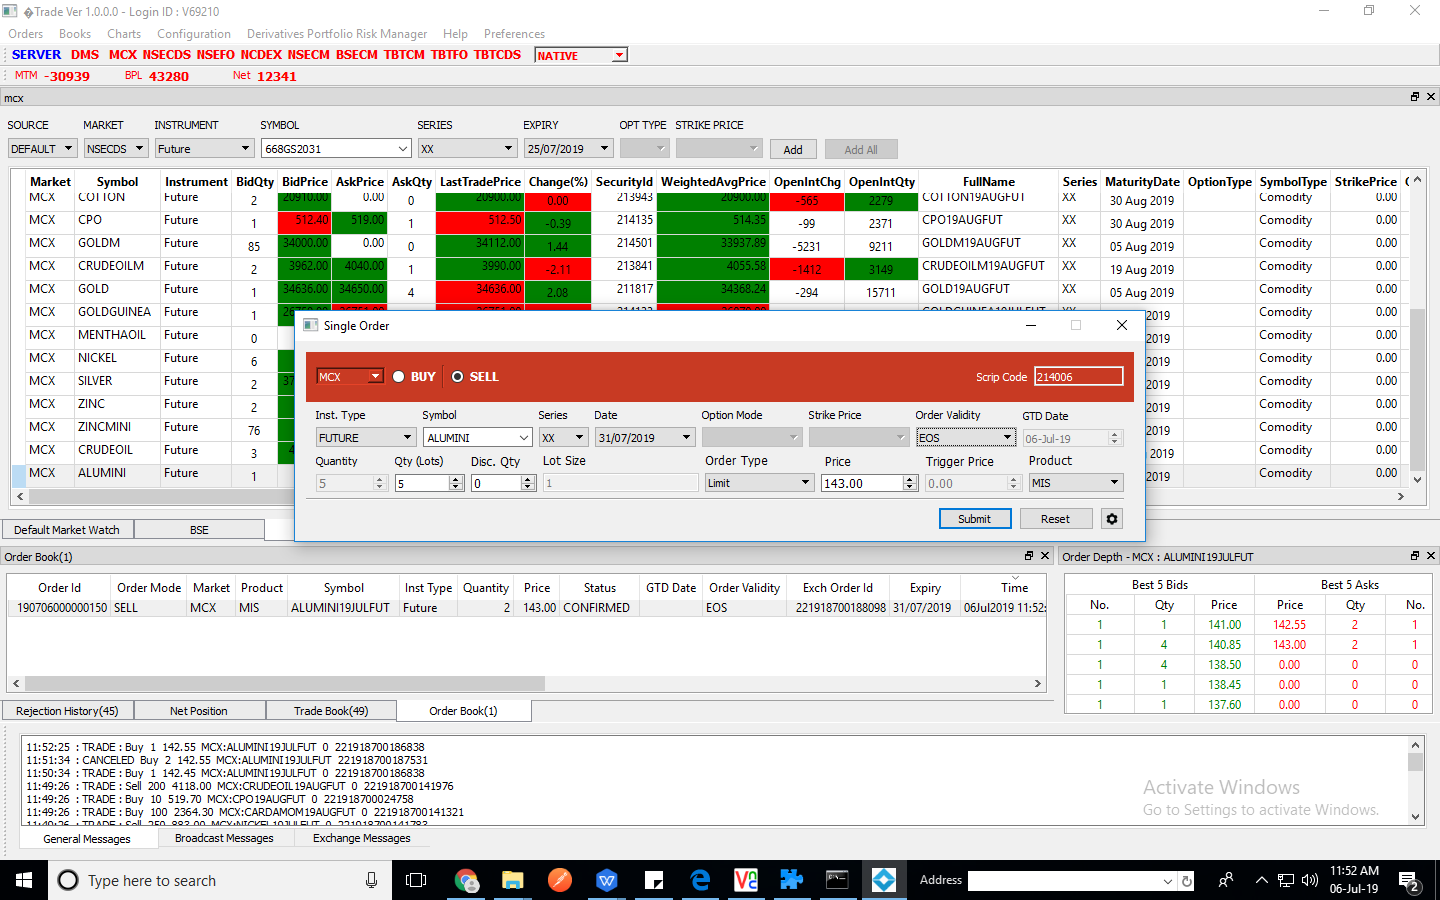 �Trade Ver 1.0.0.0 - Login ID : V69210
Orders Books Charts Configuration Derivatives Portfolio Risk Manager Help Preferences
SERVER DMS MCX NSECDS NSEFO NCDEX NSECM BSECM TBTCM TBTFO TBTCDS NATIVE
MTM -30939 BPL 43280 Net 12341
mcx
SOURCE MARKET INSTRUMENT SYMBOL SERIES EXPIRY OPT TYPE STRIKE PRICE
DEFAULT NSECDS Future 668GS2031 XX 25/07/2019 Add Add All
Market Symbol Instrument BidQty BidPrice AskPrice AskQty LastTradePrice Change(%) SecurityId WeightedAvgPrice OpenIntChg OpenIntQty FullName Series MaturityDate OptionType SymbolType StrikePrice
MCX COTTON Future 2 20910.00 0.00 0 20900.00 0.00 213943 20900.00 -565 2279 COTTON19AUGFUT XX 30 Aug 2019 Comodity 0.00
MCX CPO Future 1 512.40 519.00 1 512.50 -0.39 214135 514.35 -99 2371 CPO19AUGFUT XX 30 Aug 2019 Comodity 0.00
MCX GOLDM Future 85 34000.00 0.00 0 34112.00 1.44 214501 33937.89 -5231 9211 GOLDM19AUGFUT XX 05 Aug 2019 Comodity 0.00
MCX CRUDEOILM Future 2 3962.00 4040.00 1 3990.00 -2.11 213841 4055.58 -1412 3149 CRUDEOILM19AUGFUT XX 19 Aug 2019 Comodity 0.00
MCX GOLD Future 1 34636.00 34650.00 4 34636.00 2.08 211817 34368.24 -294 15711 GOLD19AUGFUT XX 05 Aug 2019 Comodity 0.00
MCX GOLDGUINEA Future 1 2019 Comodity 0.00
MCX MENTHAOIL Future 0 2019 Comodity 0.00
MCX NICKEL Future 6 2019 Comodity 0.00
MCX SILVER Future 2 37 2019 Comodity 0.00
MCX ZINC Future 2 2019 Comodity 0.00
MCX ZINCMINI Future 76 2019 Comodity 0.00
MCX CRUDEOIL Future 3 4 2019 Comodity 0.00
MCX ALUMINI Future 1 2019 Comodity 0.00
Single Order
MCX BUY SELL Scrip Code 214006
Inst. Type Symbol Series Date Option Mode Strike Price Order Validity GTD Date
FUTURE ALUMINI XX 31/07/2019 EOS 06-Jul-19
Quantity Qty (Lots) Disc. Qty Lot Size Order Type Price Trigger Price Product
5 5 0 1 Limit 143.00 0.00 MIS
Submit Reset
Default Market Watch BSE
Order Book(1)
Order Id Order Mode Market Product Symbol Inst Type Quantity Price Status GTD Date Order Validity Exch Order Id Expiry Time
190706000000150 SELL MCX MIS ALUMINI19JULFUT Future 2 143.00 CONFIRMED EOS 221918700188098 31/07/2019 06Jul2019 11:52:
Order Depth - MCX : ALUMINI19JULFUT
Best 5 Bids Best 5 Asks
No. Qty Price Price Qty No.
1 1 141.00 142.55 2 1
1 4 140.85 143.00 2 1
1 4 138.50 0.00 0 0
1 1 138.45 0.00 0 0
1 1 137.60 0.00 0 0
Rejection History(45) Net Position Trade Book(49) Order Book(1)
11:52:25 : TRADE : Buy 1 142.55 MCX:ALUMINI19JULFUT 0 221918700186838
11:51:34 : CANCELED Buy 2 142.55 MCX:ALUMINI19JULFUT 221918700187531
11:50:34 : TRADE : Buy 1 142.45 MCX:ALUMINI19JULFUT 0 221918700186838
11:49:26 : TRADE : Sell 200 4118.00 MCX:CRUDEOIL19AUGFUT 0 221918700141976
11:49:26 : TRADE : Buy 10 519.70 MCX:CPO19AUGFUT 0 221918700024758
11:49:26 : TRADE : Buy 100 2364.30 MCX:CARDAMOM19AUGFUT 0 221918700141321
11:49:26 : TRADE : Sell 250 883.00 MCX:NICKEL19JULFUT 0 221918700141783
General Messages Broadcast Messages Exchange Messages
Activate Windows
Go to Settings to activate Windows.
Type here to search
Address
11:52 AM
06-Jul-19
2